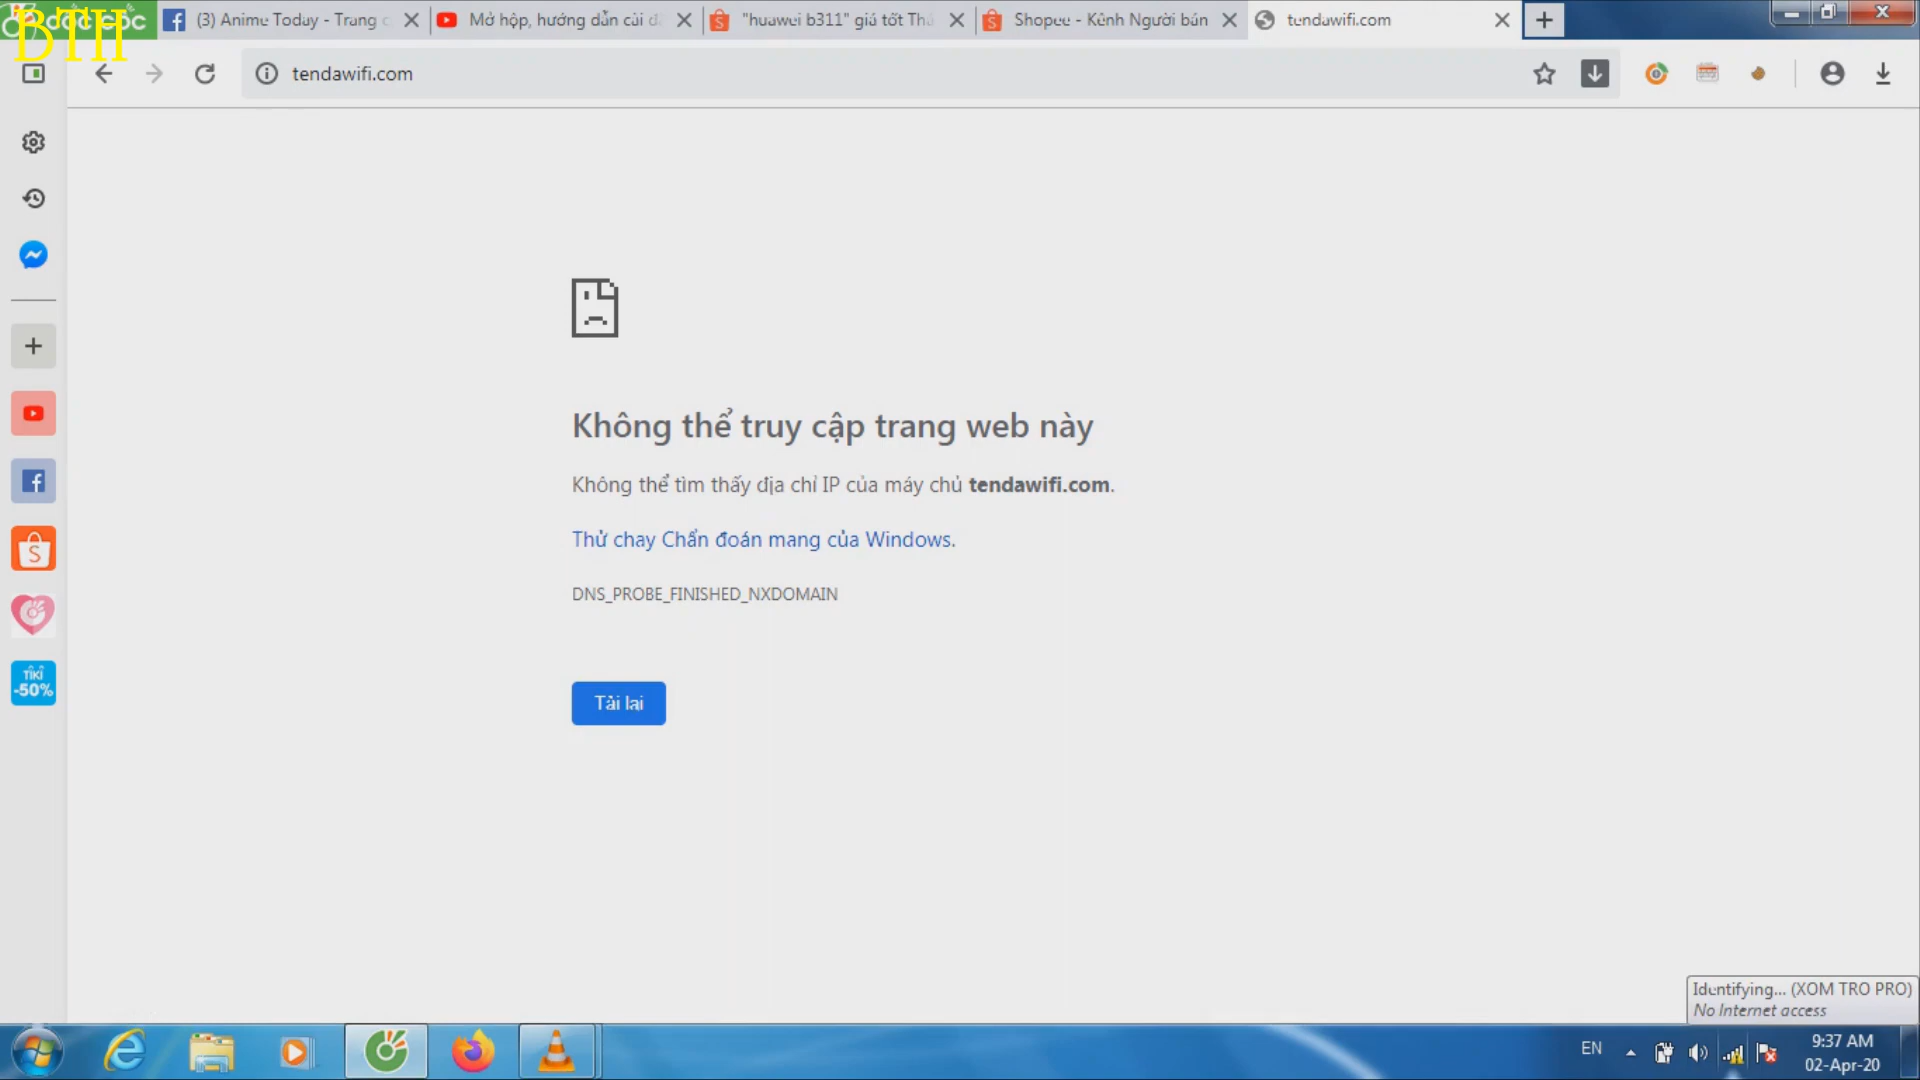 BTH
cốc cốc
(3) Anime Today - Trang c
Mở hộp, hướng dẫn cài đ
"huawei b311" giá tốt Thá
Shopee - Kênh Người bán
tendawifi.com
tendawifi.com
Không thể truy cập trang web này
Không thể tìm thấy địa chỉ IP của máy chủ tendawifi.com.
Thử chạy Chẩn đoán mạng của Windows.
DNS_PROBE_FINISHED_NXDOMAIN
Tải lại
TIKI
-50%
Identifying... (XOM TRO PRO)
No Internet access
EN
9:37 AM
02-Apr-20